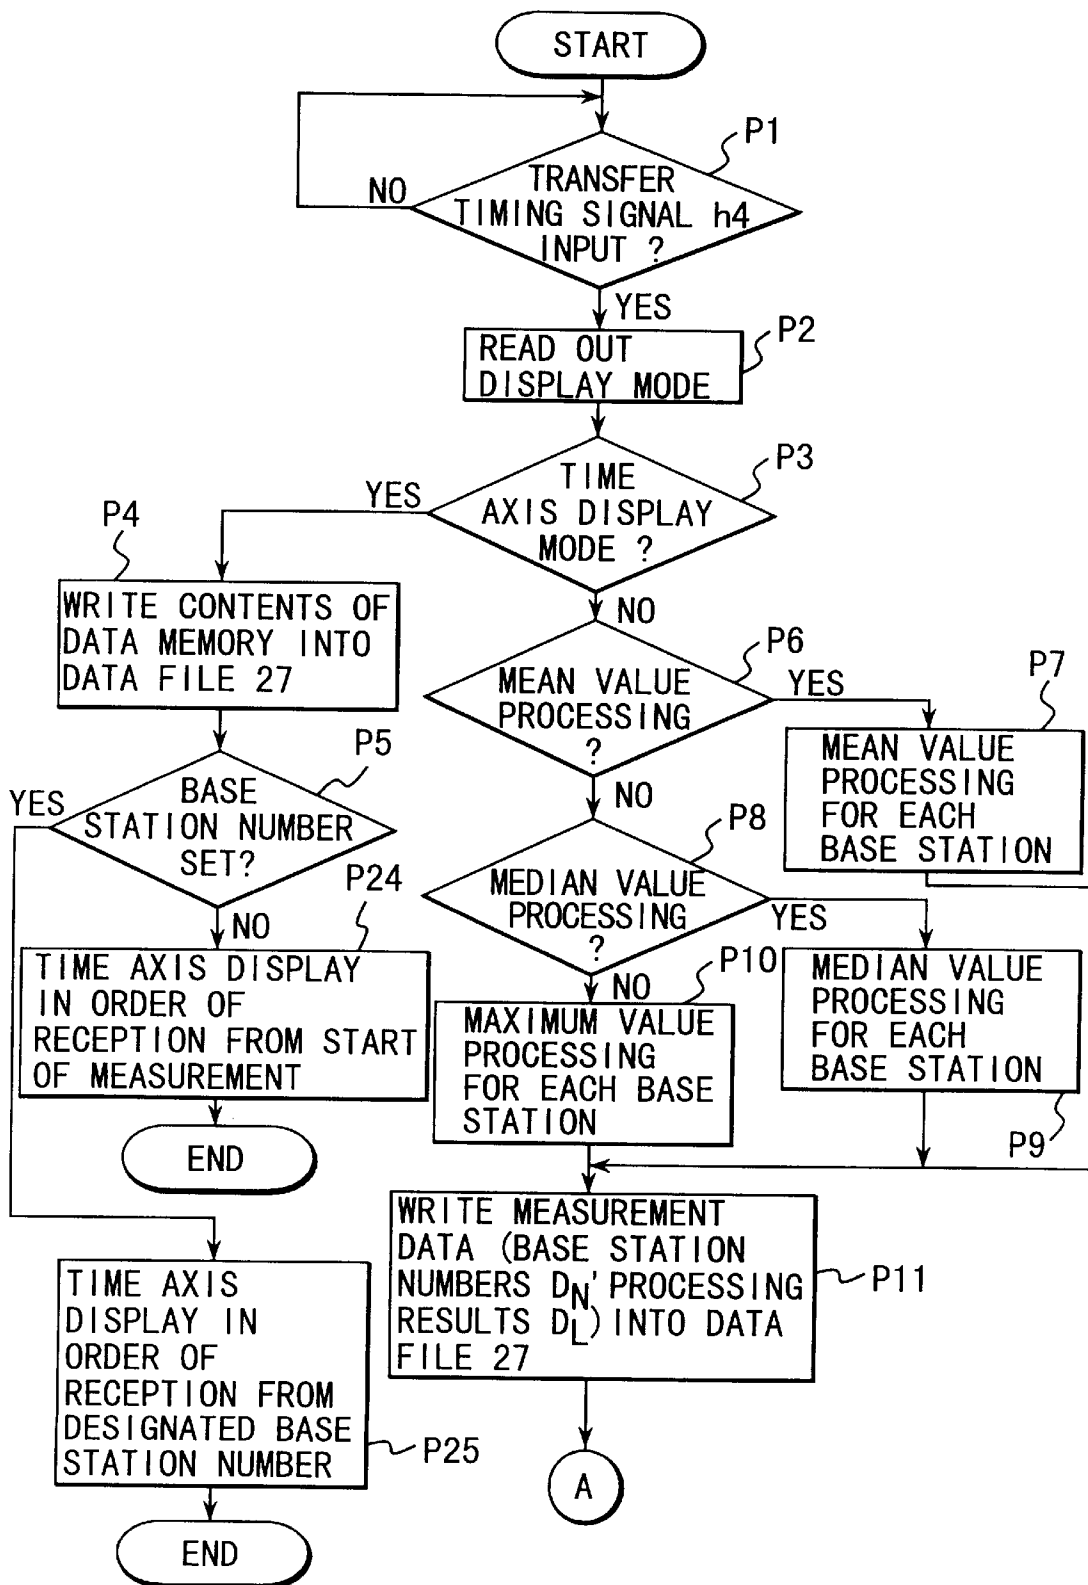 START
P1
TRANSFER
TIMING SIGNAL h4
INPUT ?
NO
YES
P2
READ OUT
DISPLAY MODE
P3
TIME
AXIS DISPLAY
MODE ?
YES
NO
P4
WRITE CONTENTS OF
DATA MEMORY INTO
DATA FILE 27
P6
MEAN VALUE
PROCESSING
?
YES
NO
P7
MEAN VALUE
PROCESSING
FOR EACH
BASE STATION
P5
BASE
STATION NUMBER
SET?
YES
NO
P8
MEDIAN VALUE
PROCESSING
?
YES
NO
P24
TIME AXIS DISPLAY
IN ORDER OF
RECEPTION FROM START
OF MEASUREMENT
END
P10
MAXIMUM VALUE
PROCESSING
FOR EACH BASE
STATION
MEDIAN VALUE
PROCESSING
FOR EACH
BASE STATION
P9
WRITE MEASUREMENT
DATA (BASE STATION
NUMBERS DN' PROCESSING
RESULTS DL) INTO DATA
FILE 27
P11
TIME AXIS
DISPLAY IN
ORDER OF
RECEPTION FROM
DESIGNATED BASE
STATION NUMBER
P25
A
END